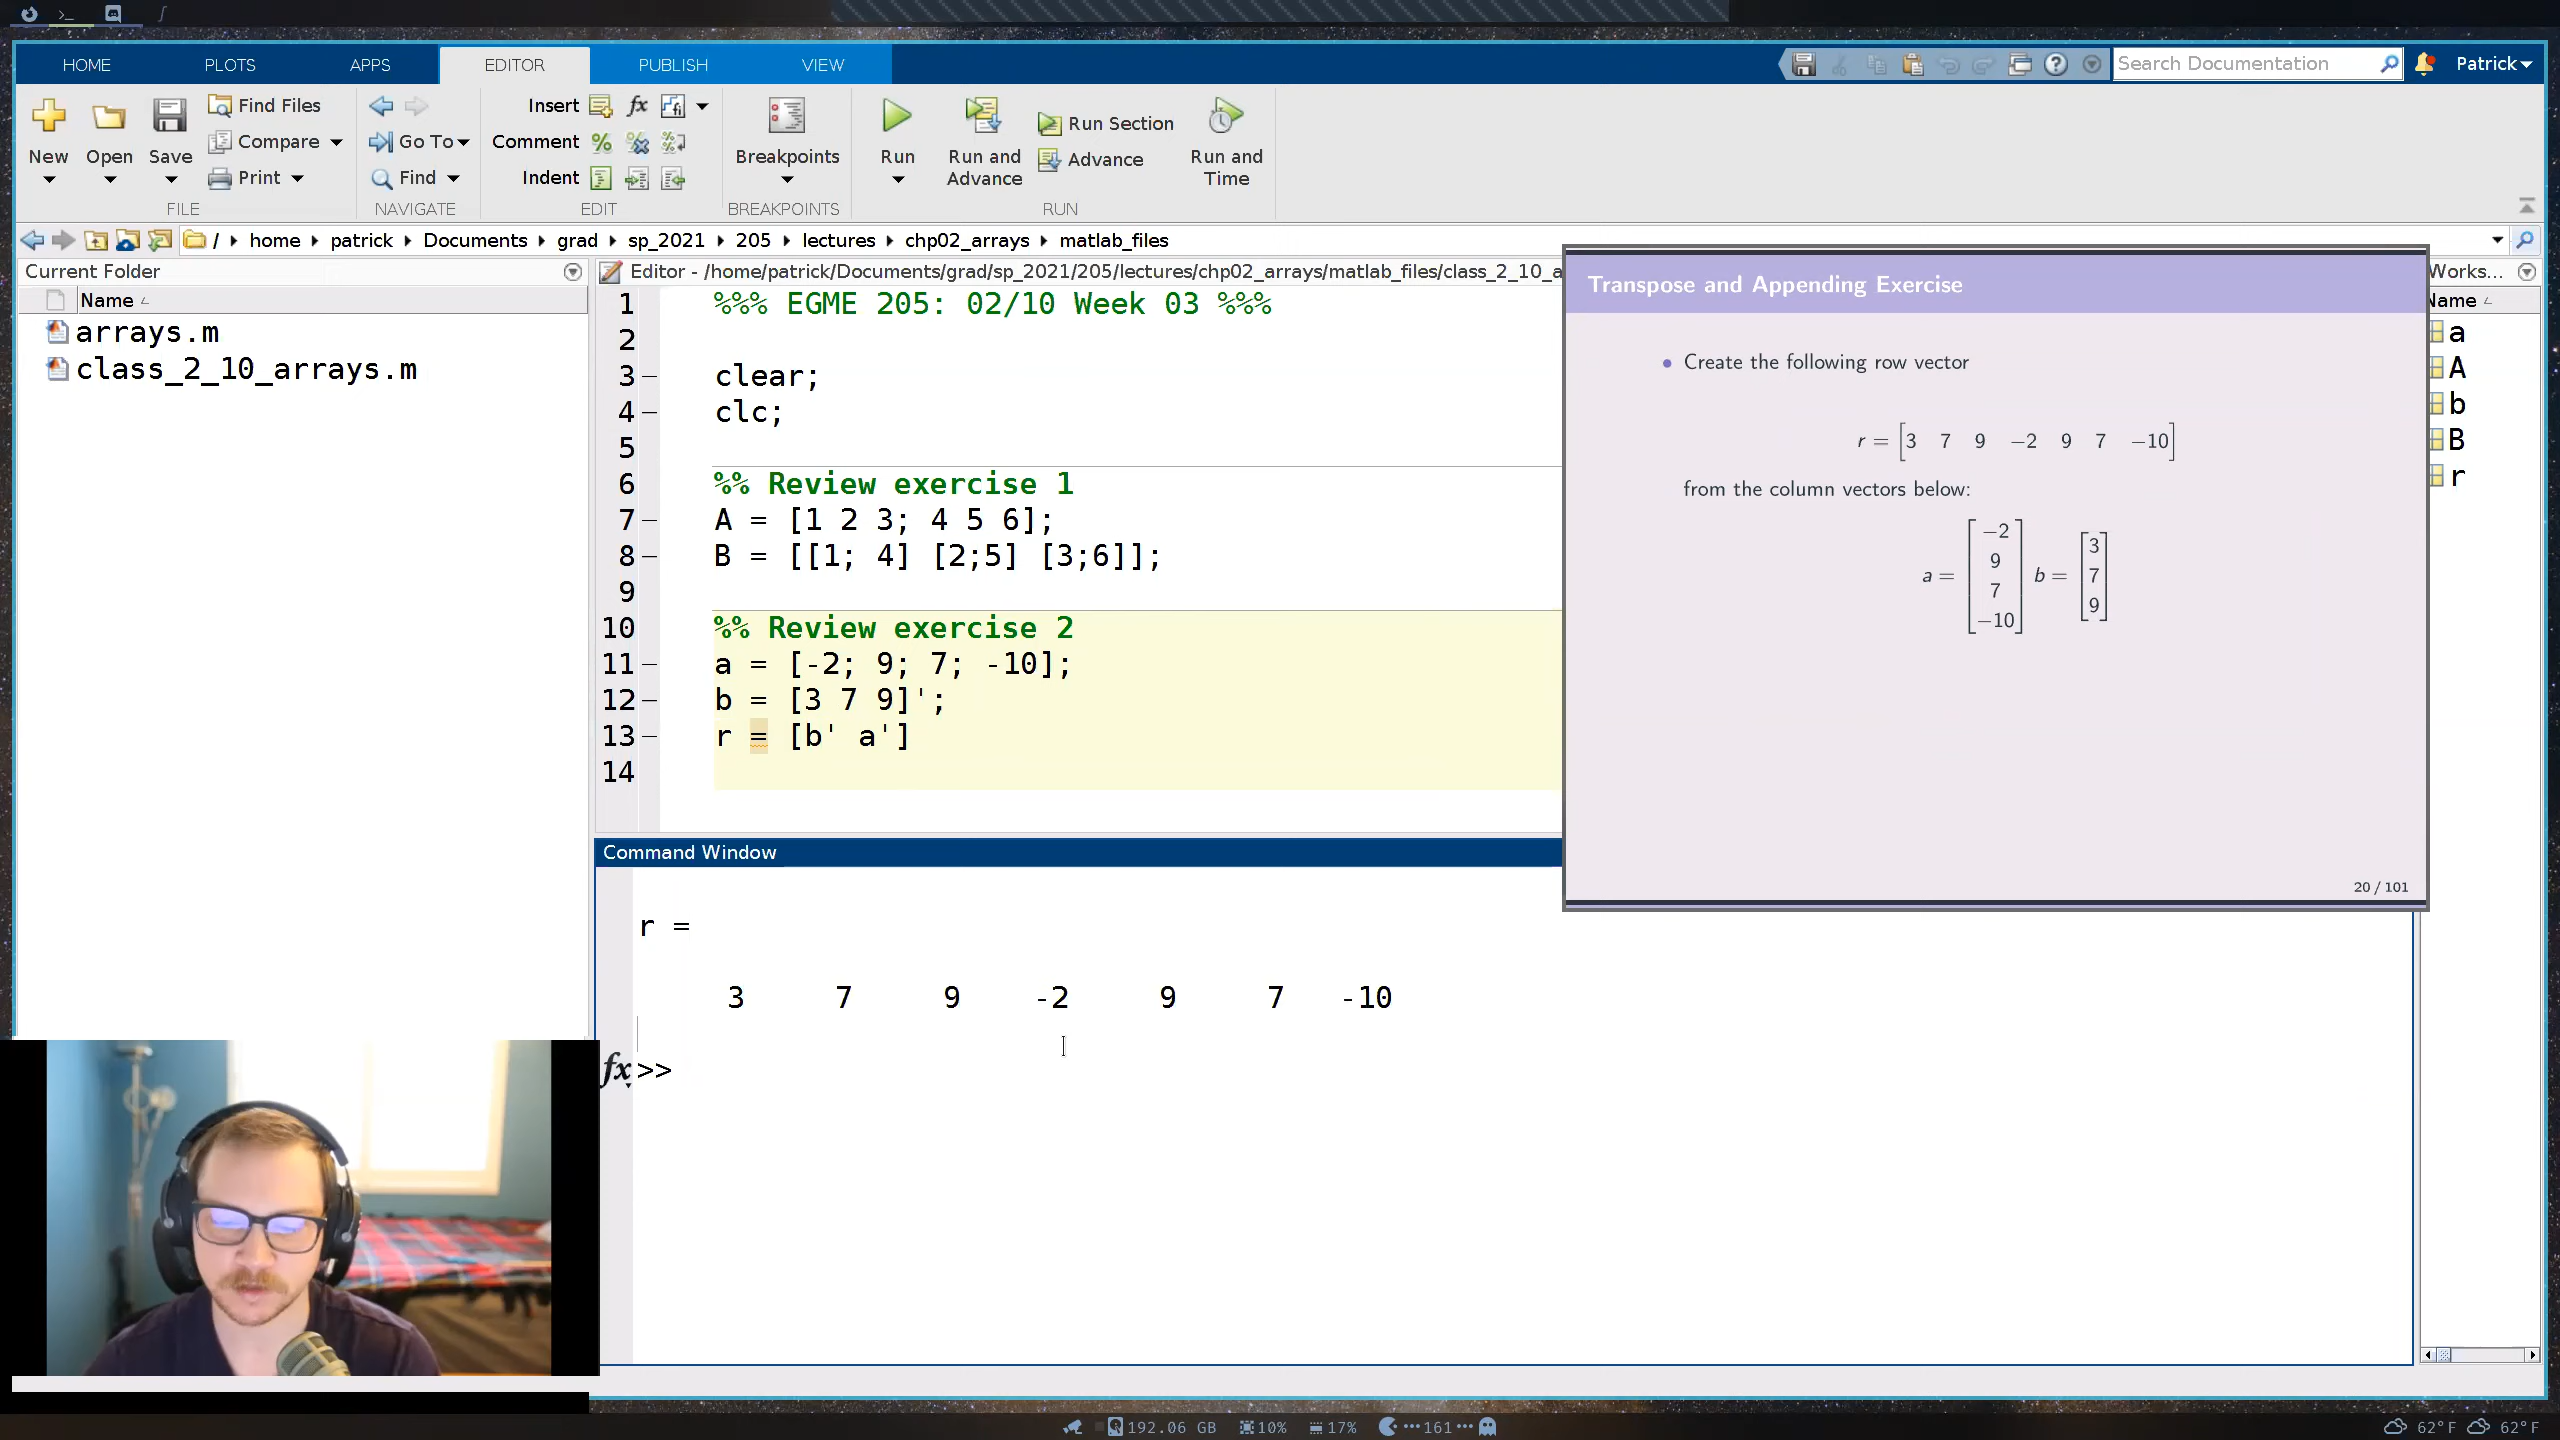 HOME PLOTS APPS EDITOR PUBLISH VIEW Search Documentation Patrick
New Open Save Find Files Compare Print Go To Find Insert fx Comment Indent Breakpoints Run Run and Advance Run Section Advance Run and Time
FILE NAVIGATE EDIT BREAKPOINTS RUN
/ home patrick Documents grad sp_2021 205 lectures chp02_arrays matlab_files
Current Folder
Name
arrays.m
class_2_10_arrays.m
Editor - /home/patrick/Documents/grad/sp_2021/205/lectures/chp02_arrays/matlab_files/class_2_10_a
1 %%% EGME 205: 02/10 Week 03 %%%
2
3 clear;
4 clc;
5
6 %% Review exercise 1
7 A = [1 2 3; 4 5 6];
8 B = [[1; 4] [2;5] [3;6]];
9
10 %% Review exercise 2
11 a = [-2; 9; 7; -10];
12 b = [3 7 9]';
13 r = [b' a']
14
Command Window
r =
3 7 9 -2 9 7 -10
fx >>
Transpose and Appending Exercise
• Create the following row vector
r = [3 7 9 −2 9 7 −10]
from the column vectors below:
a = [−2 9 7 −10] b = [3 7 9]
20 / 101
Works...
Name
a
A
b
B
r
192.06 GB 10% 17% 161 62°F 62°F